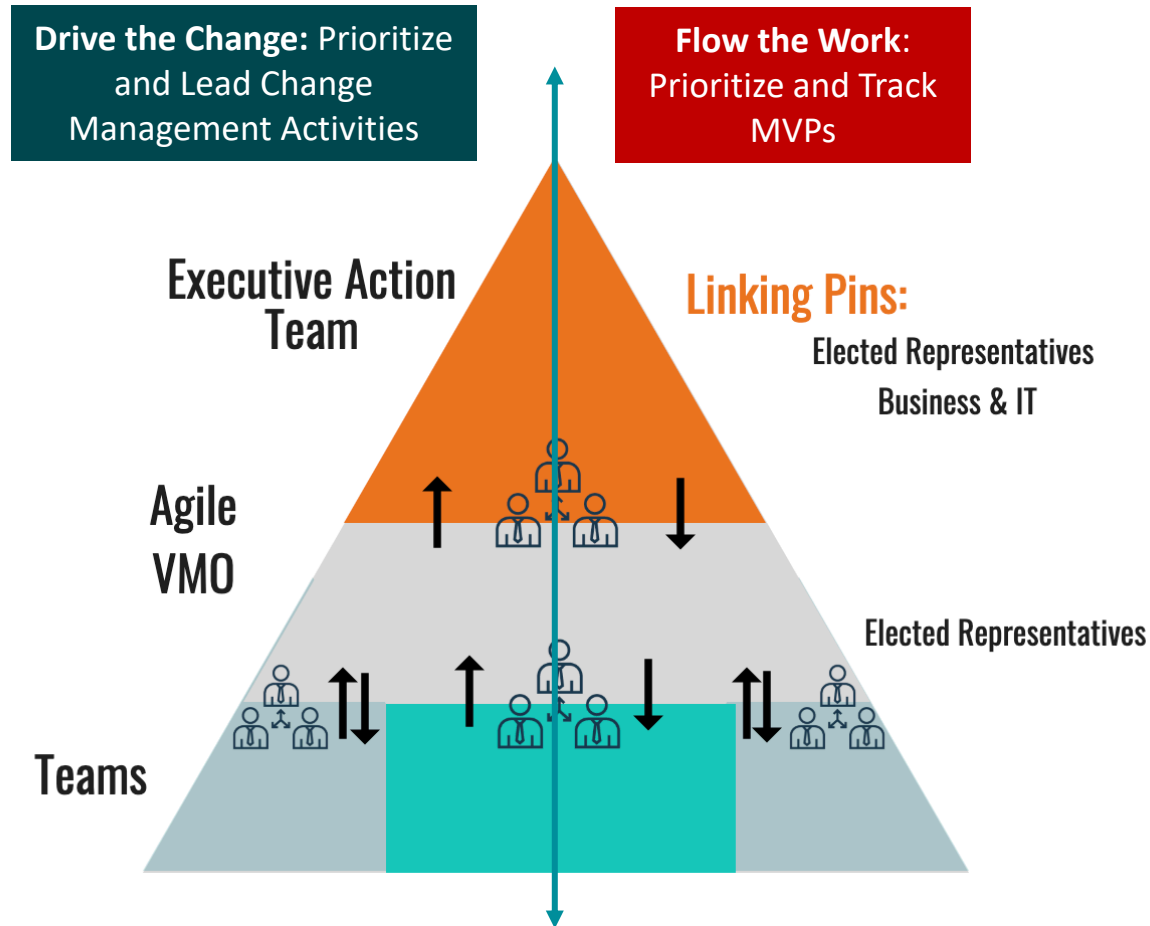 Drive the Change: Prioritize
and Lead Change
Management Activities
Flow the Work:
Prioritize and Track
MVPs
Executive Action
Team
Linking Pins:
Elected Representatives
Business & IT
Agile
VMO
Elected Representatives
Teams